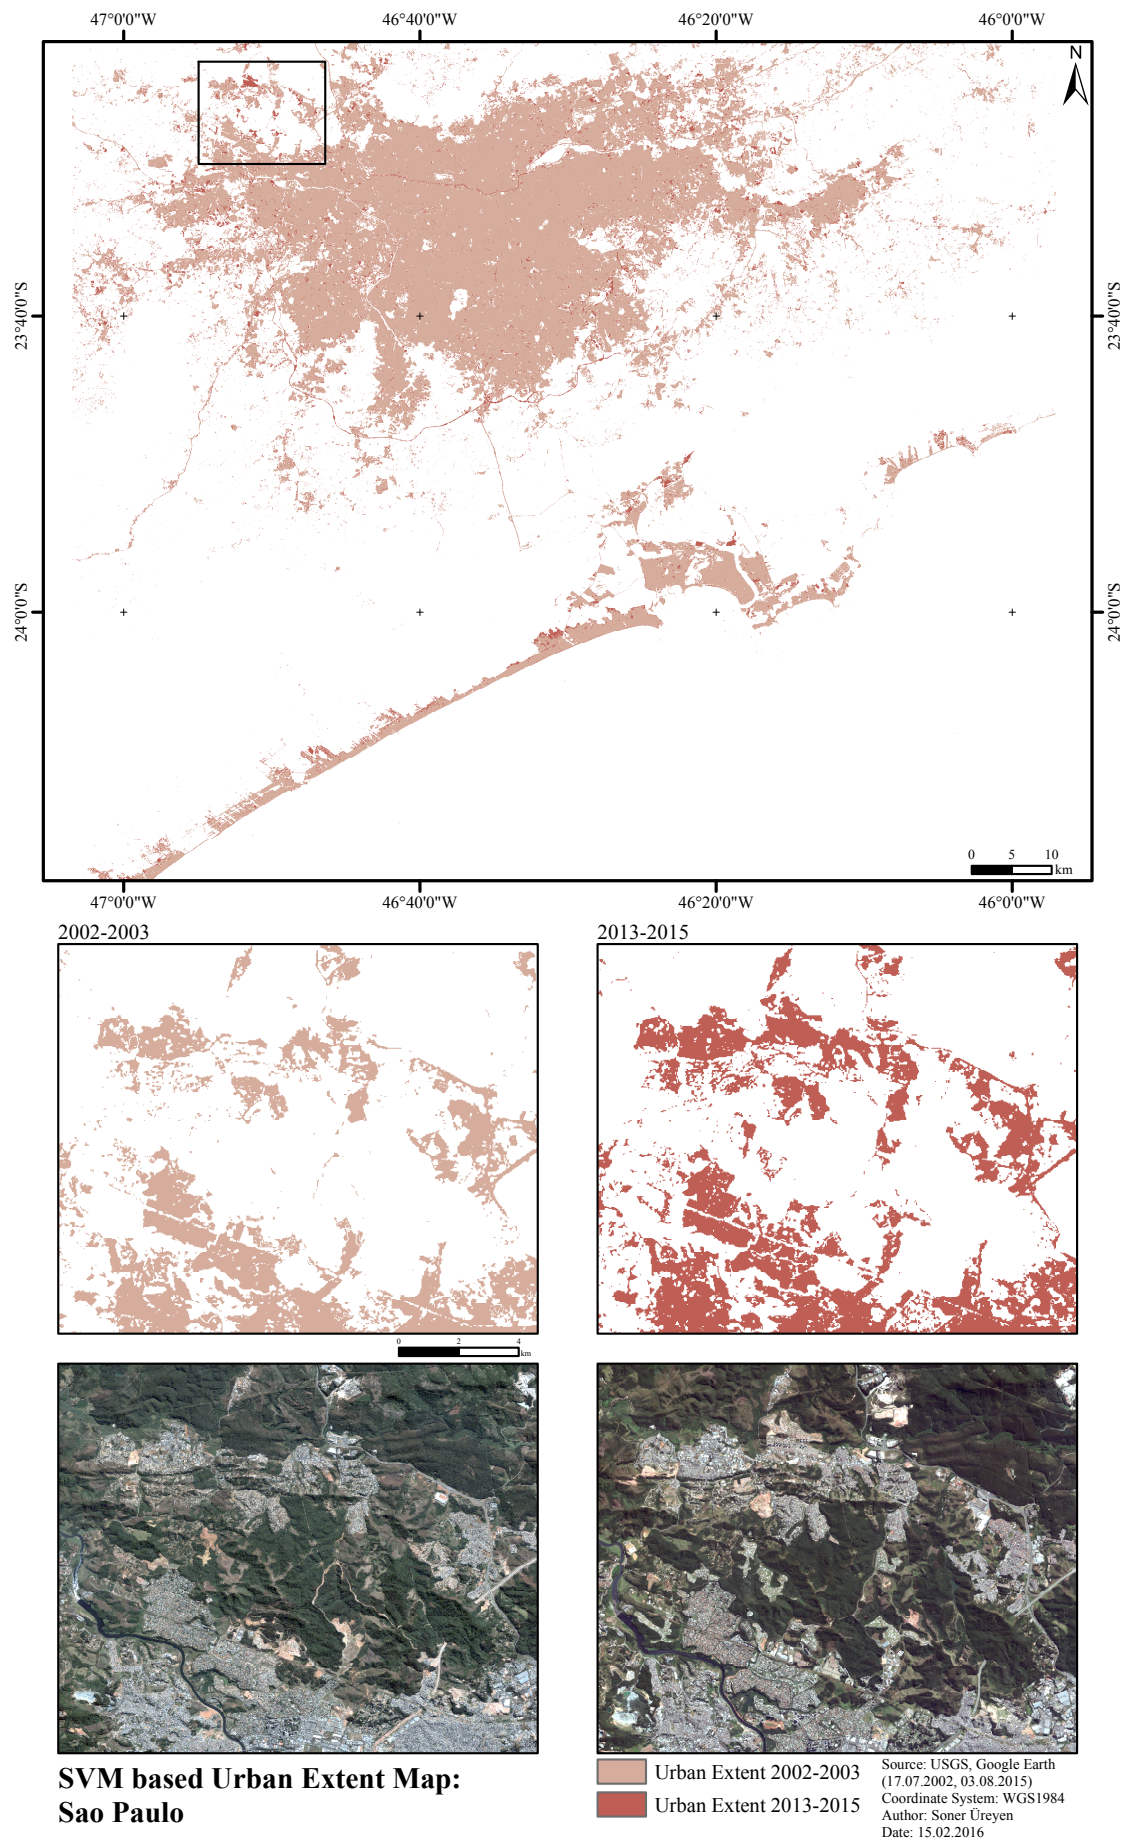 47°0'0"W 46°40'0"W 46°20'0"W 46°0'0"W
N
23°40'0"S 23°40'0"S
24°0'0"S 24°0'0"S
0 5 10
km
47°0'0"W 46°40'0"W 46°20'0"W 46°0'0"W
2002-2003
2013-2015
0 2 4
km
SVM based Urban Extent Map:
Sao Paulo
Urban Extent 2002-2003
Urban Extent 2013-2015
Source: USGS, Google Earth
(17.07.2002, 03.08.2015)
Coordinate System: WGS1984
Author: Soner Üreyen
Date: 15.02.2016